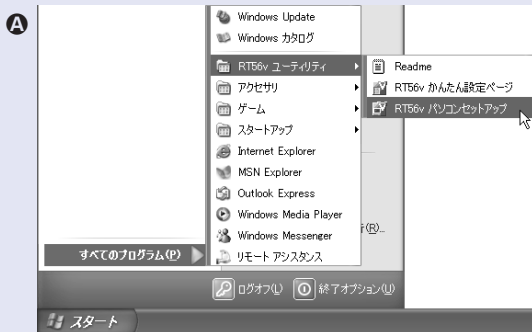 A
Windows Update
Windows カタログ
RT56v ユーティリティ
アクセサリ
ゲーム
スタートアップ
Internet Explorer
MSN Explorer
Outlook Express
Windows Media Player
Windows Messenger
リモート アシスタンス
Readme
RT56v かんたん設定ページ
RT56v パソコンセットアップ
(R)...
すべてのプログラム(P)
ログオフ(L)
終了オプション(U)
スタート